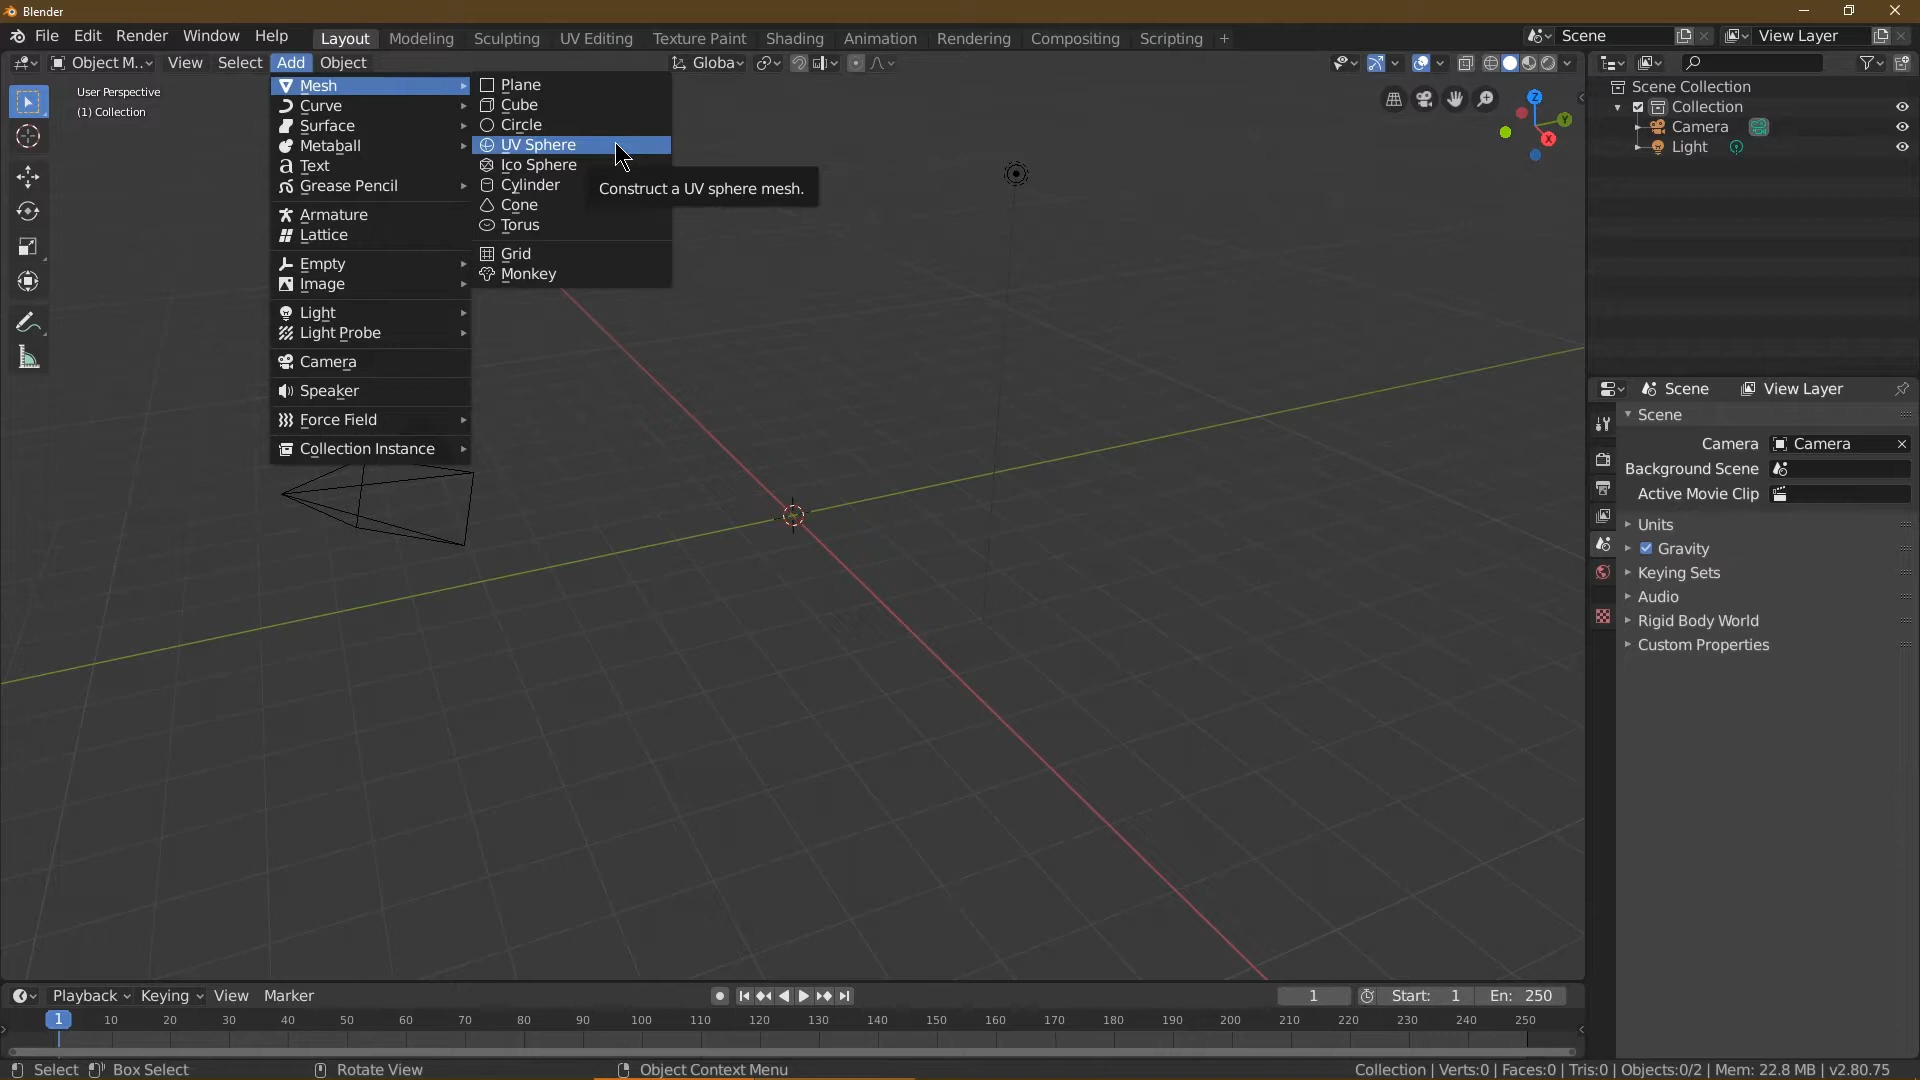 Blender
File Edit Render Window Help Layout Modeling Sculpting UV Editing Texture Paint Shading Animation Rendering Compositing Scripting + Scene View Layer
Object M.. View Select Add Object Globa
User Perspective
(1) Collection
Mesh
Curve
Surface
Metaball
Text
Grease Pencil
Armature
Lattice
Empty
Image
Light
Light Probe
Camera
Speaker
Force Field
Collection Instance
Plane
Cube
Circle
UV Sphere
Ico Sphere
Cylinder
Cone
Torus
Grid
Monkey
Construct a UV sphere mesh.
Z
Y
X
Scene Collection
Collection
Camera
Light
Scene View Layer
Scene
Camera Camera
Background Scene
Active Movie Clip
Units
Gravity
Keying Sets
Audio
Rigid Body World
Custom Properties
Playback Keying View Marker 1 Start: 1 En: 250
1 10 20 30 40 50 60 70 80 90 100 110 120 130 140 150 160 170 180 190 200 210 220 230 240 250
Select Box Select Rotate View Object Context Menu Collection | Verts:0 | Faces:0 | Tris:0 | Objects:0/2 | Mem: 22.8 MB | v2.80.75